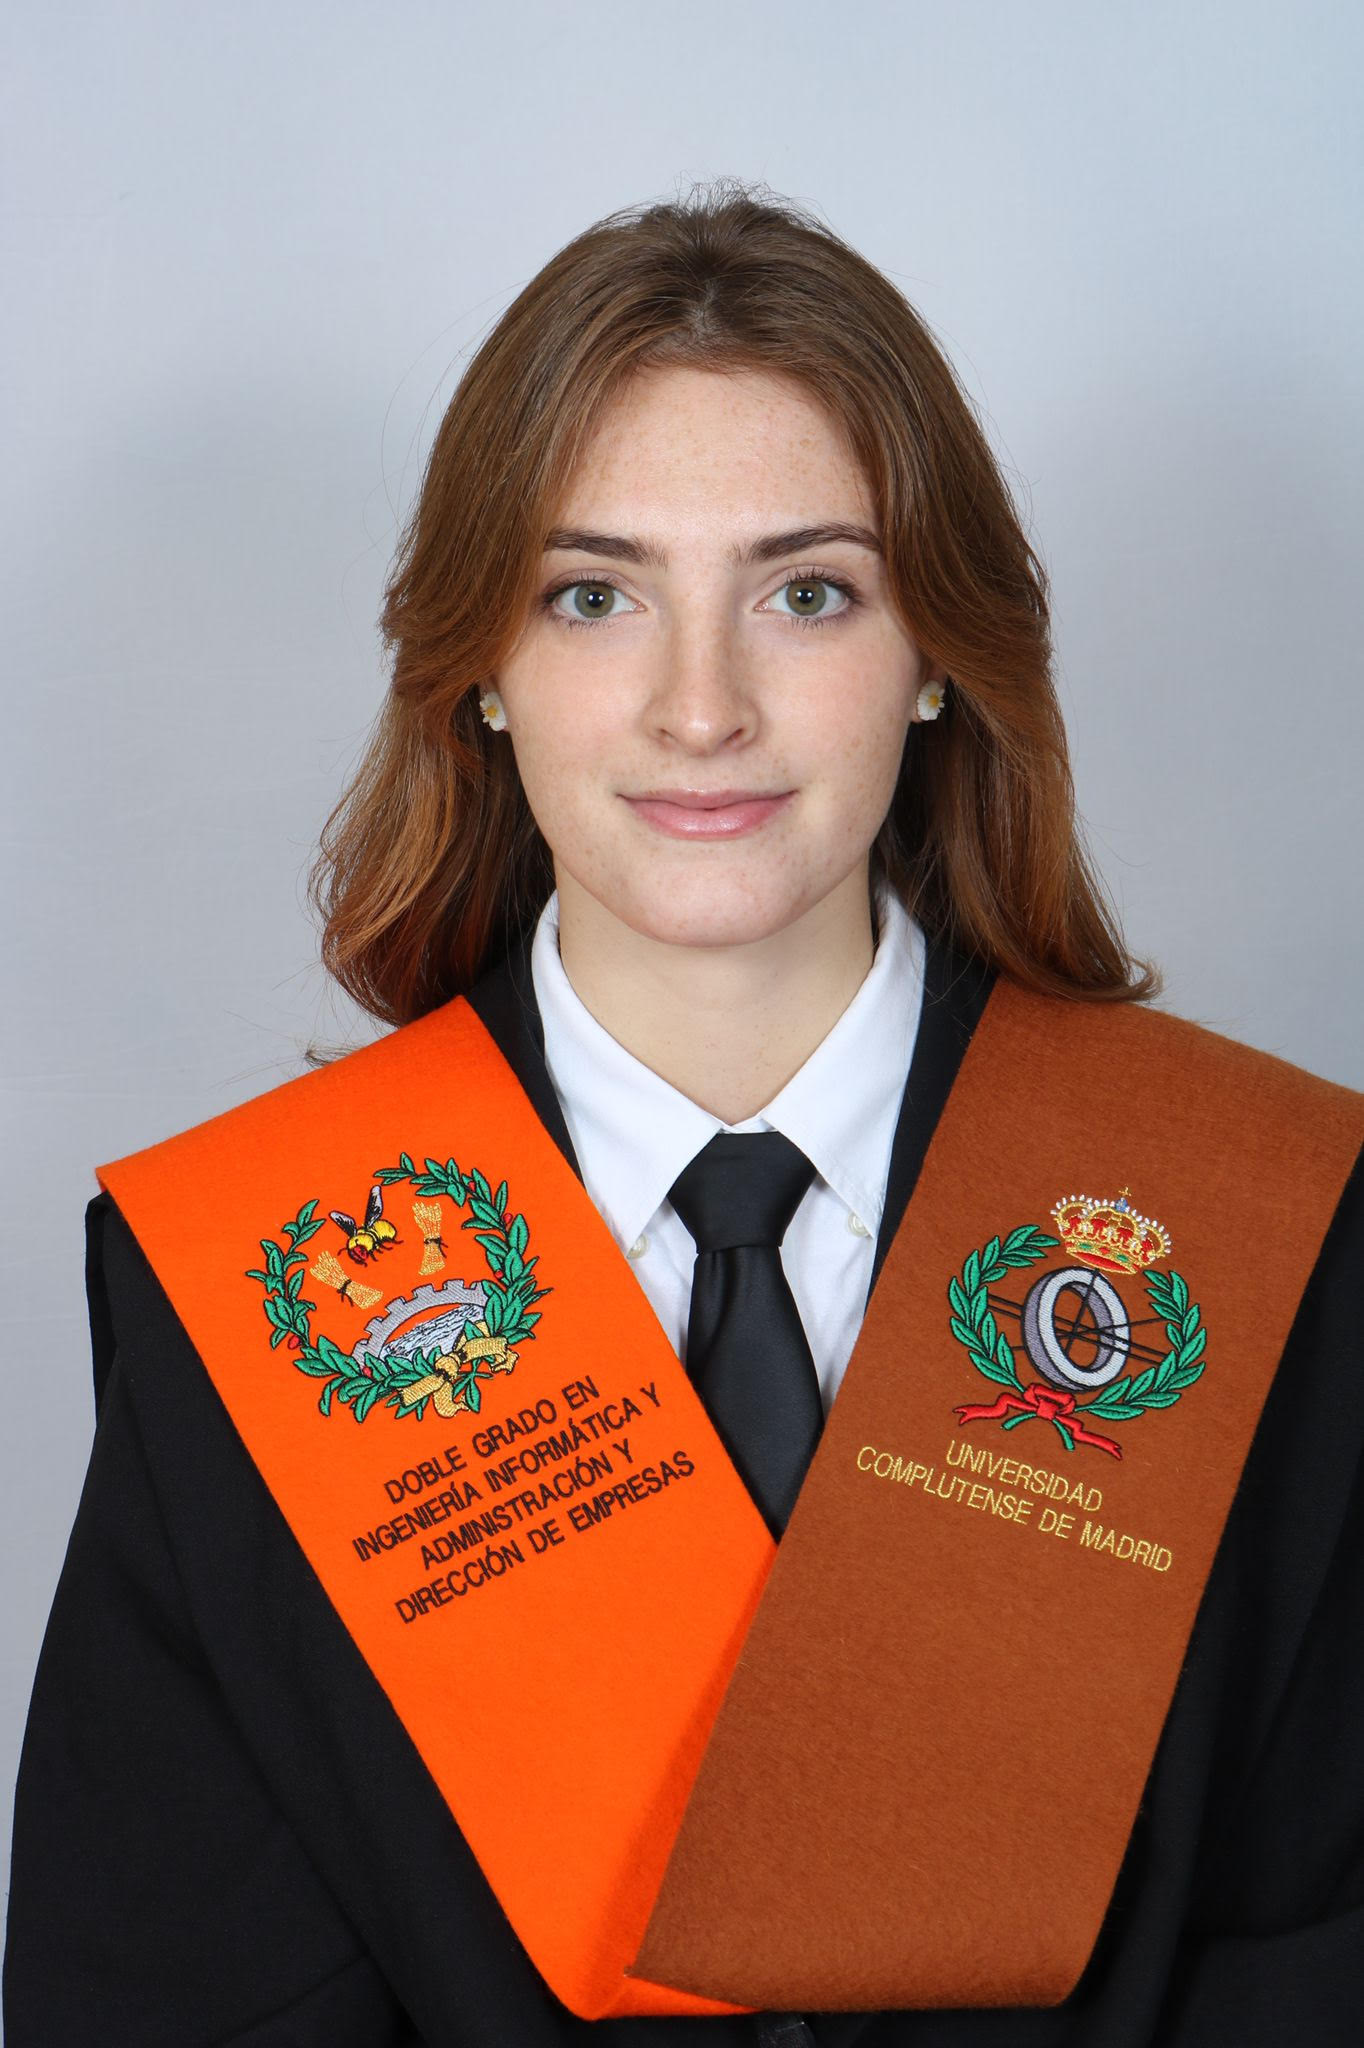 DOBLE GRADO EN
INGENIERÍA INFORMÁTICA Y
ADMINISTRACIÓN Y
DIRECCIÓN DE EMPRESAS
UNIVERSIDAD
COMPLUTENSE DE MADRID